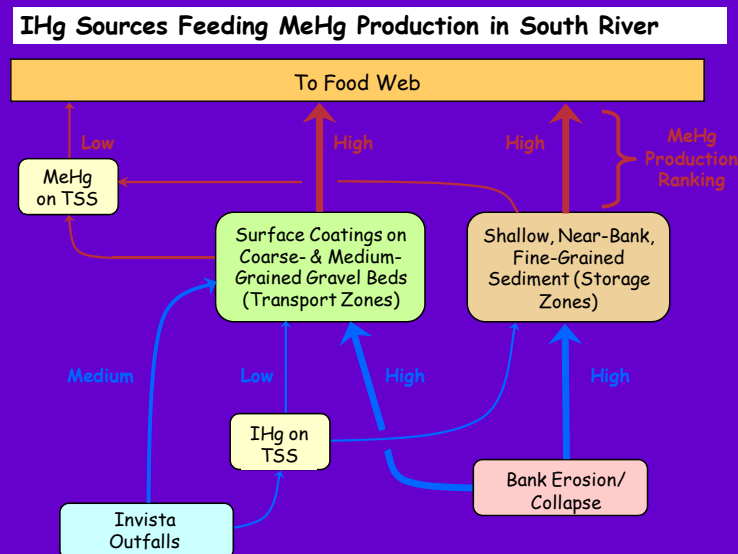 IHg Sources Feeding MeHg Production in South River
To Food Web
Low
High
High
MeHg
Production
Ranking
MeHg
on TSS
Surface Coatings on
Coarse- & Medium-
Grained Gravel Beds
(Transport Zones)
Shallow, Near-Bank,
Fine-Grained
Sediment (Storage
Zones)
Medium
Low
High
High
IHg on
TSS
Bank Erosion/
Collapse
Invista
Outfalls